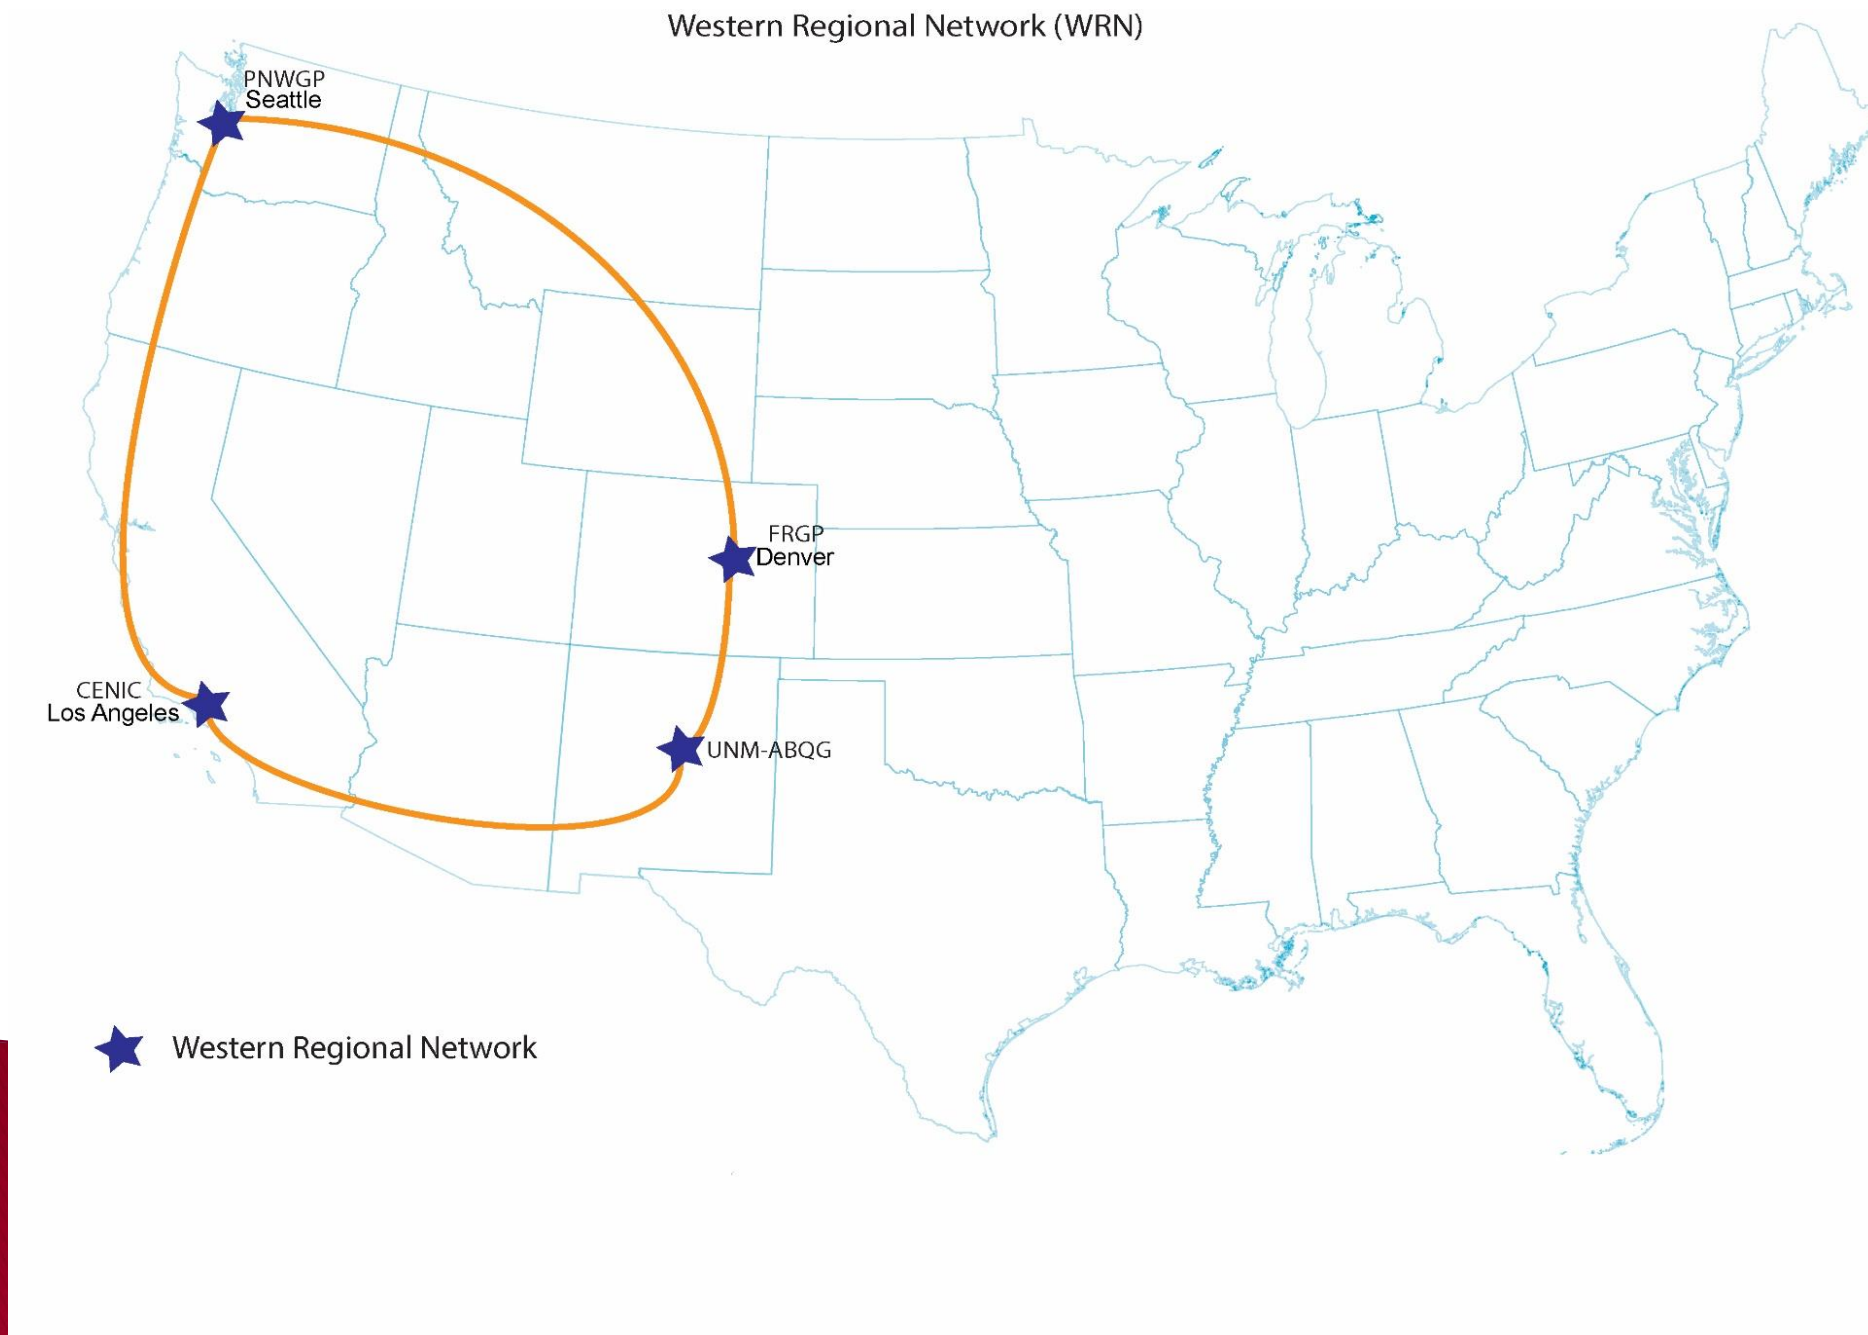 Western Regional Network (WRN)
PNWGP
Seattle
FRGP
Denver
CENIC
Los Angeles
UNM-ABQG
Western Regional Network